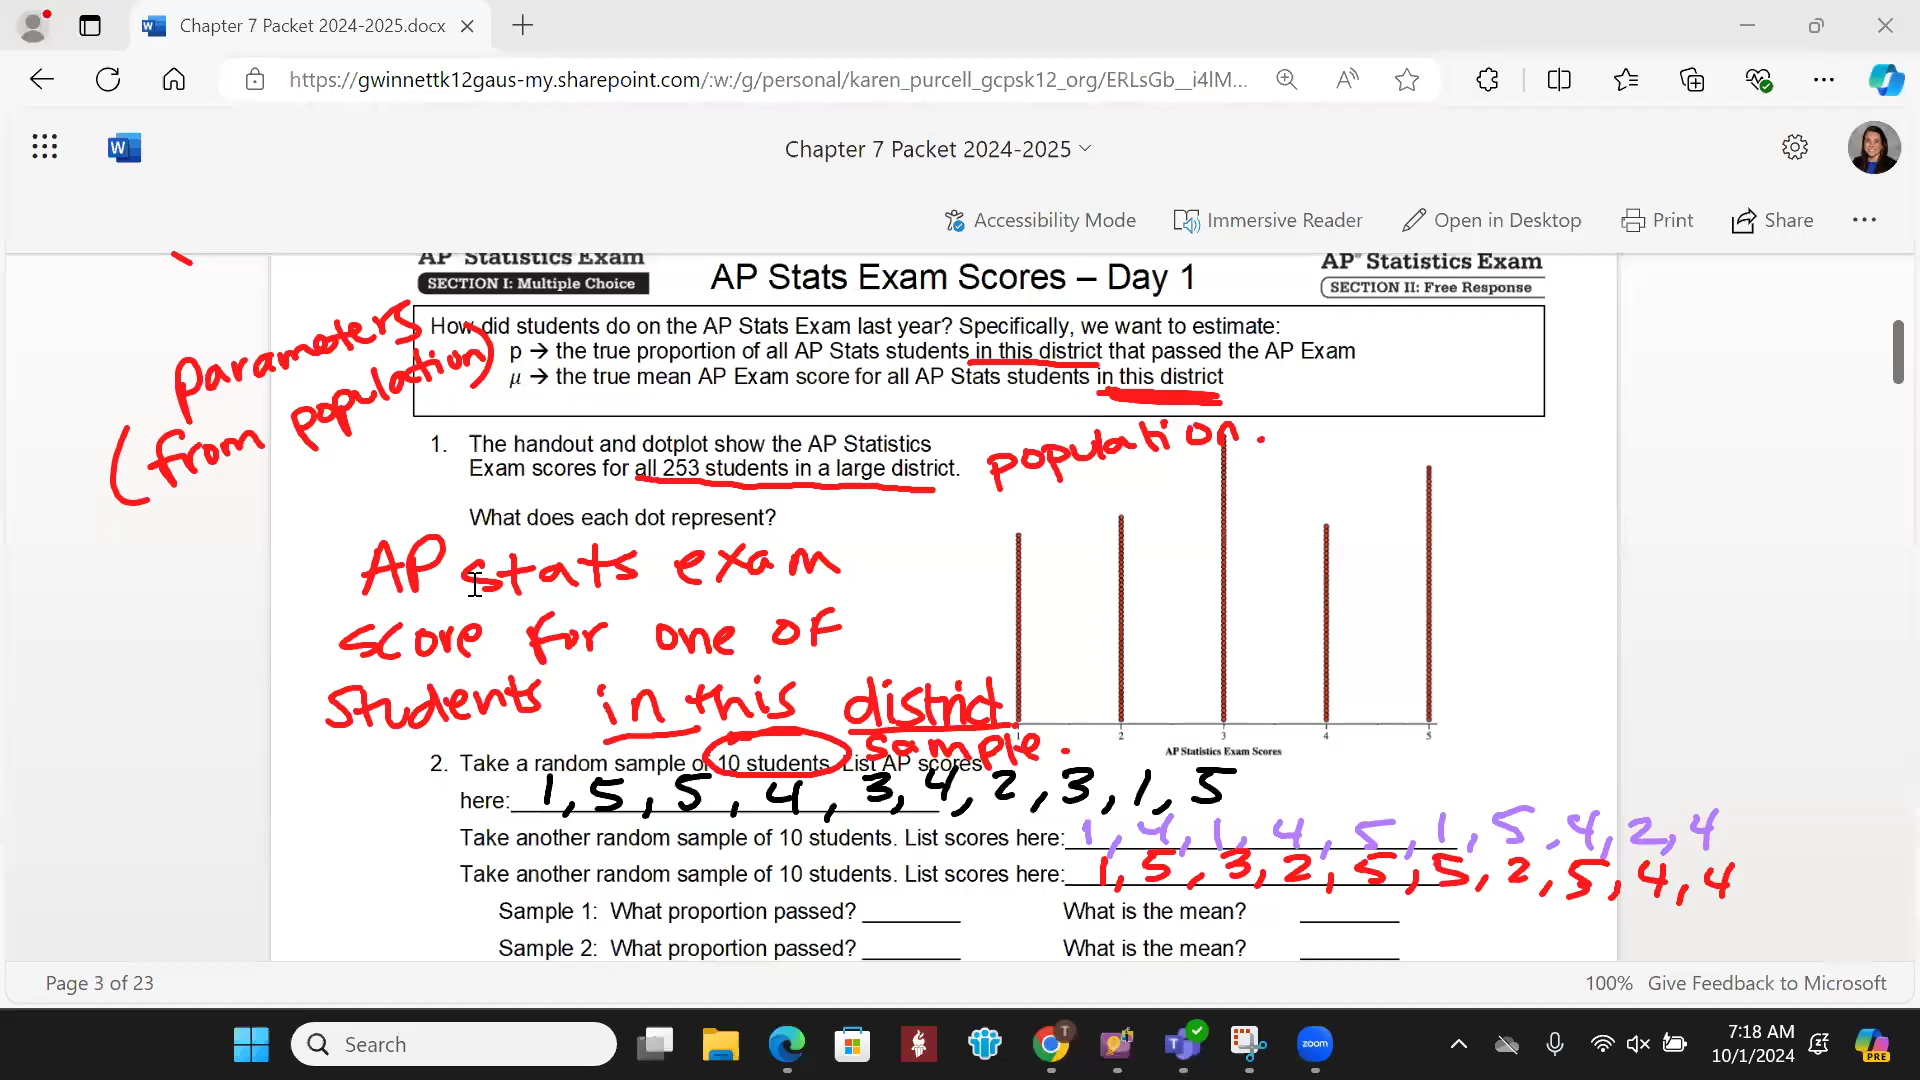 Chapter 7 Packet 2024-2025.docx
https://gwinnettk12gaus-my.sharepoint.com/:w:/g/personal/karen_purcell_gcpsk12_org/ERLsGb__i4lM...
W
Chapter 7 Packet 2024-2025
Accessibility Mode
Immersive Reader
Open in Desktop
Print
Share
AP® Statistics Exam
SECTION I: Multiple Choice
AP Stats Exam Scores – Day 1
AP® Statistics Exam
SECTION II: Free Response
How did students do on the AP Stats Exam last year? Specifically, we want to estimate:
p → the true proportion of all AP Stats students in this district that passed the AP Exam
μ → the true mean AP Exam score for all AP Stats students in this district
parameters
(from population)
1. The handout and dotplot show the AP Statistics
Exam scores for all 253 students in a large district.
population.
What does each dot represent?
AP stats exam
score for one of
students in this district
1 2 3 4 5
AP Statistics Exam Scores
sample.
2. Take a random sample of 10 students. List AP scores
here: 1, 5, 5, 4, 3, 4, 2, 3, 1, 5
Take another random sample of 10 students. List scores here: 1, 4, 1, 4, 5, 1, 5, 4, 2, 4
Take another random sample of 10 students. List scores here: 1, 5, 3, 2, 5, 5, 2, 5, 4, 4
Sample 1: What proportion passed? ________ What is the mean? ________
Sample 2: What proportion passed? ________ What is the mean? ________
Page 3 of 23
100% Give Feedback to Microsoft
Search
T
zoom
7:18 AM
10/1/2024
PRE